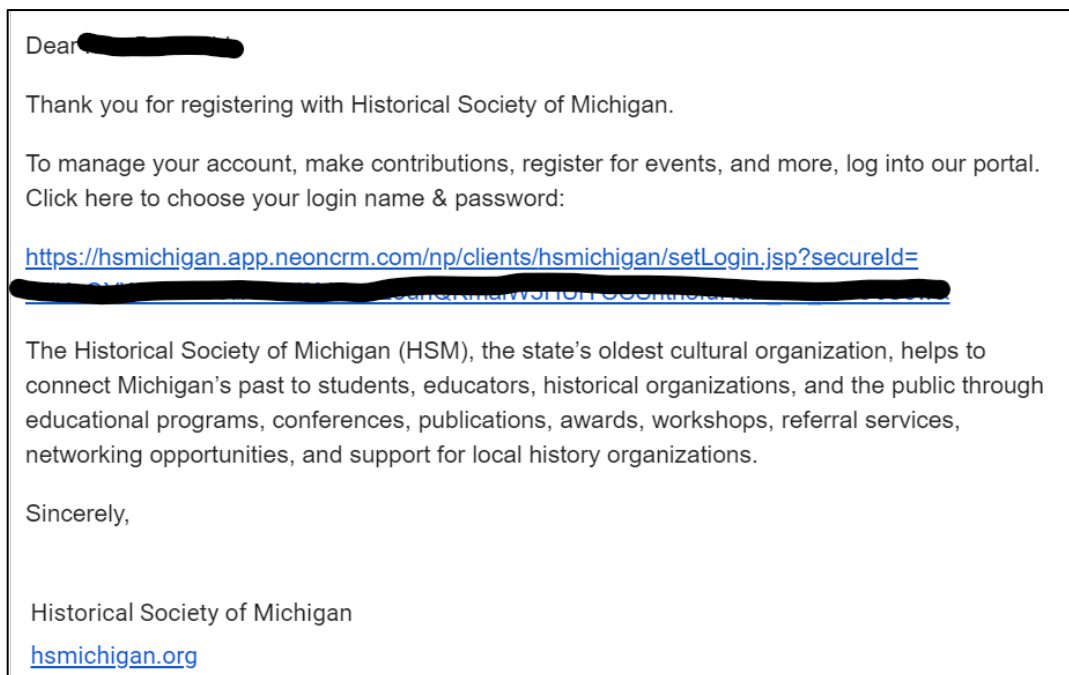 Dear
Thank you for registering with Historical Society of Michigan.
To manage your account, make contributions, register for events, and more, log into our portal.
Click here to choose your login name & password:
https://hsmichigan.app.neoncrm.com/np/clients/hsmichigan/setLogin.jsp?secureId=
The Historical Society of Michigan (HSM), the state’s oldest cultural organization, helps to
connect Michigan’s past to students, educators, historical organizations, and the public through
educational programs, conferences, publications, awards, workshops, referral services,
networking opportunities, and support for local history organizations.
Sincerely,
Historical Society of Michigan
hsmichigan.org